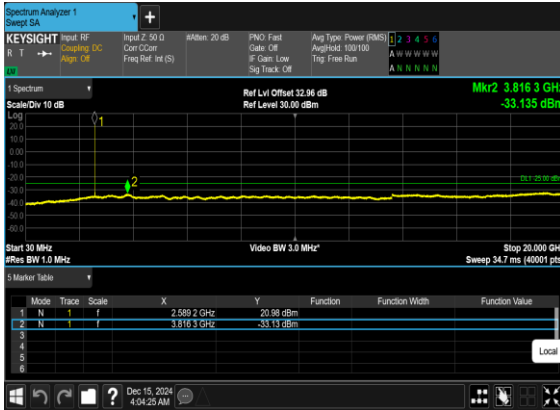 Spectrum Analyzer 1
Swept SA
+
KEYSIGHT Input: RF Input Z: 50 Ω #Atten: 20 dB PNO: Fast Avg Type: Power (RMS) 1 2 3 4 5 6
R T Coupling: DC Corr CCorr Gate: Off Avg|Hold: 100/100 A W W W W W
Align: Off Freq Ref: Int (S) IF Gain: Low Trig: Free Run
Sig Track: Off A N N N N N
1 Spectrum Ref Lvl Offset 32.96 dB Mkr2 3.816 3 GHz
Scale/Div 10 dB Ref Level 30.00 dBm -33.135 dBm
Log
20.0 1
10.0
0.00
-10.0
-20.0 DL1 -25.00 dBm
-30.0 2
-40.0
-50.0
-60.0
Start 30 MHz Video BW 3.0 MHz* Stop 20.000 GH
#Res BW 1.0 MHz Sweep 34.7 ms (40001 pts
5 Marker Table
Mode Trace Scale X Y Function Function Width Function Value
1 N 1 f 2.589 2 GHz 20.98 dBm
2 N 1 f 3.816 3 GHz -33.13 dBm
3
4
5
6
Local
? Dec 15, 2024
4:04:25 AM